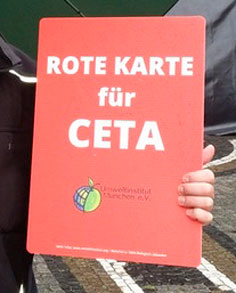 ROTE KARTE
für
CETA
Umweltinstitut
München e.V.